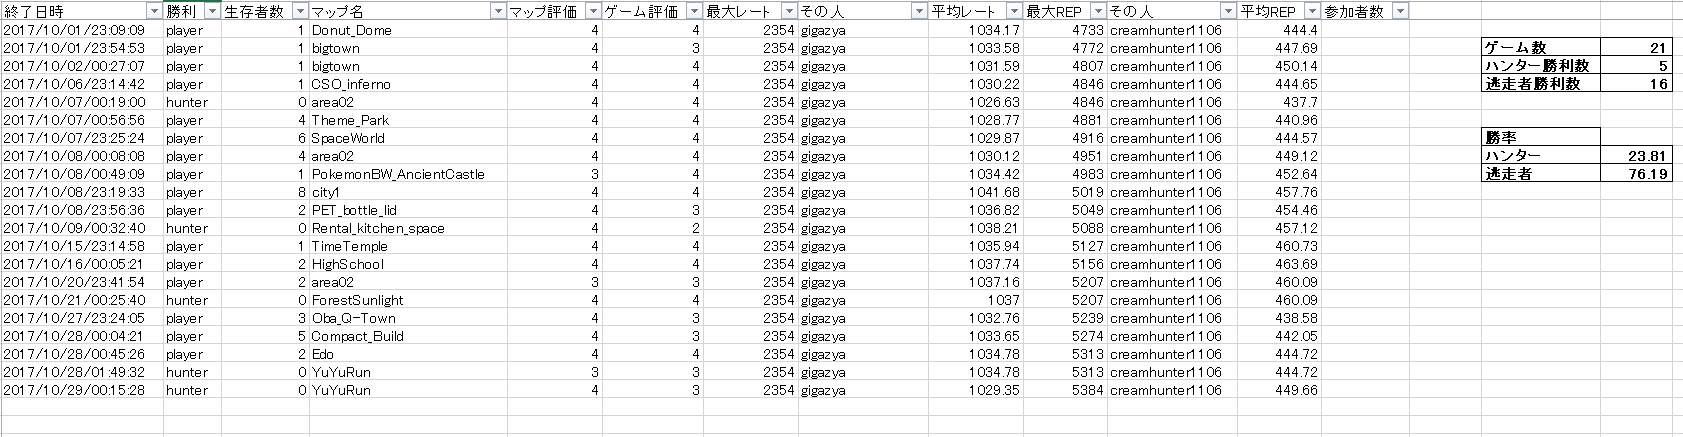 終了日時 勝利 生存者数 マップ名 マップ評価 ゲーム評価 最大レート その人 平均レート 最大REP その人 平均REP 参加者数
2017/10/01/23:09:09 player 1 Donut_Dome 4 4 2354 gigazya 1034.17 4733 creamhunter1106 444.4
2017/10/01/23:54:53 player 1 bigtown 4 3 2354 gigazya 1033.58 4772 creamhunter1106 447.69 ゲーム数 21
2017/10/02/00:27:07 player 1 bigtown 4 4 2354 gigazya 1031.59 4807 creamhunter1106 450.14 ハンター勝利数 5
2017/10/06/23:14:42 player 1 CSO_inferno 4 4 2354 gigazya 1030.22 4846 creamhunter1106 444.65 逃走者勝利数 16
2017/10/07/00:19:00 hunter 0 area02 4 4 2354 gigazya 1026.63 4846 creamhunter1106 437.7
2017/10/07/00:56:56 player 4 Theme_Park 4 4 2354 gigazya 1028.77 4881 creamhunter1106 440.96
2017/10/07/23:25:24 player 6 SpaceWorld 4 4 2354 gigazya 1029.87 4916 creamhunter1106 444.57 勝率
2017/10/08/00:08:08 player 4 area02 4 4 2354 gigazya 1030.12 4951 creamhunter1106 449.12 ハンター 23.81
2017/10/08/00:49:09 player 1 PokemonBW_AncientCastle 3 4 2354 gigazya 1034.42 4983 creamhunter1106 452.64 逃走者 76.19
2017/10/08/23:19:33 player 8 city1 4 4 2354 gigazya 1041.68 5019 creamhunter1106 457.76
2017/10/08/23:56:36 player 2 PET_bottle_lid 4 3 2354 gigazya 1036.82 5049 creamhunter1106 454.46
2017/10/09/00:32:40 hunter 0 Rental_kitchen_space 4 2 2354 gigazya 1038.21 5088 creamhunter1106 457.12
2017/10/15/23:14:58 player 1 TimeTemple 4 4 2354 gigazya 1035.94 5127 creamhunter1106 460.73
2017/10/16/00:05:21 player 2 HighSchool 4 4 2354 gigazya 1037.74 5156 creamhunter1106 463.69
2017/10/20/23:41:54 player 2 area02 3 3 2354 gigazya 1037.16 5207 creamhunter1106 460.09
2017/10/21/00:25:40 hunter 0 ForestSunlight 4 4 2354 gigazya 1037 5207 creamhunter1106 460.09
2017/10/27/23:24:05 player 3 Oba_Q-Town 4 3 2354 gigazya 1032.76 5239 creamhunter1106 438.58
2017/10/28/00:04:21 player 5 Compact_Build 4 3 2354 gigazya 1033.65 5274 creamhunter1106 442.05
2017/10/28/00:45:26 player 2 Edo 4 4 2354 gigazya 1034.78 5313 creamhunter1106 444.72
2017/10/28/01:49:32 hunter 0 YuYuRun 3 3 2354 gigazya 1034.78 5313 creamhunter1106 444.72
2017/10/29/00:15:28 hunter 0 YuYuRun 4 3 2354 gigazya 1029.35 5384 creamhunter1106 449.66